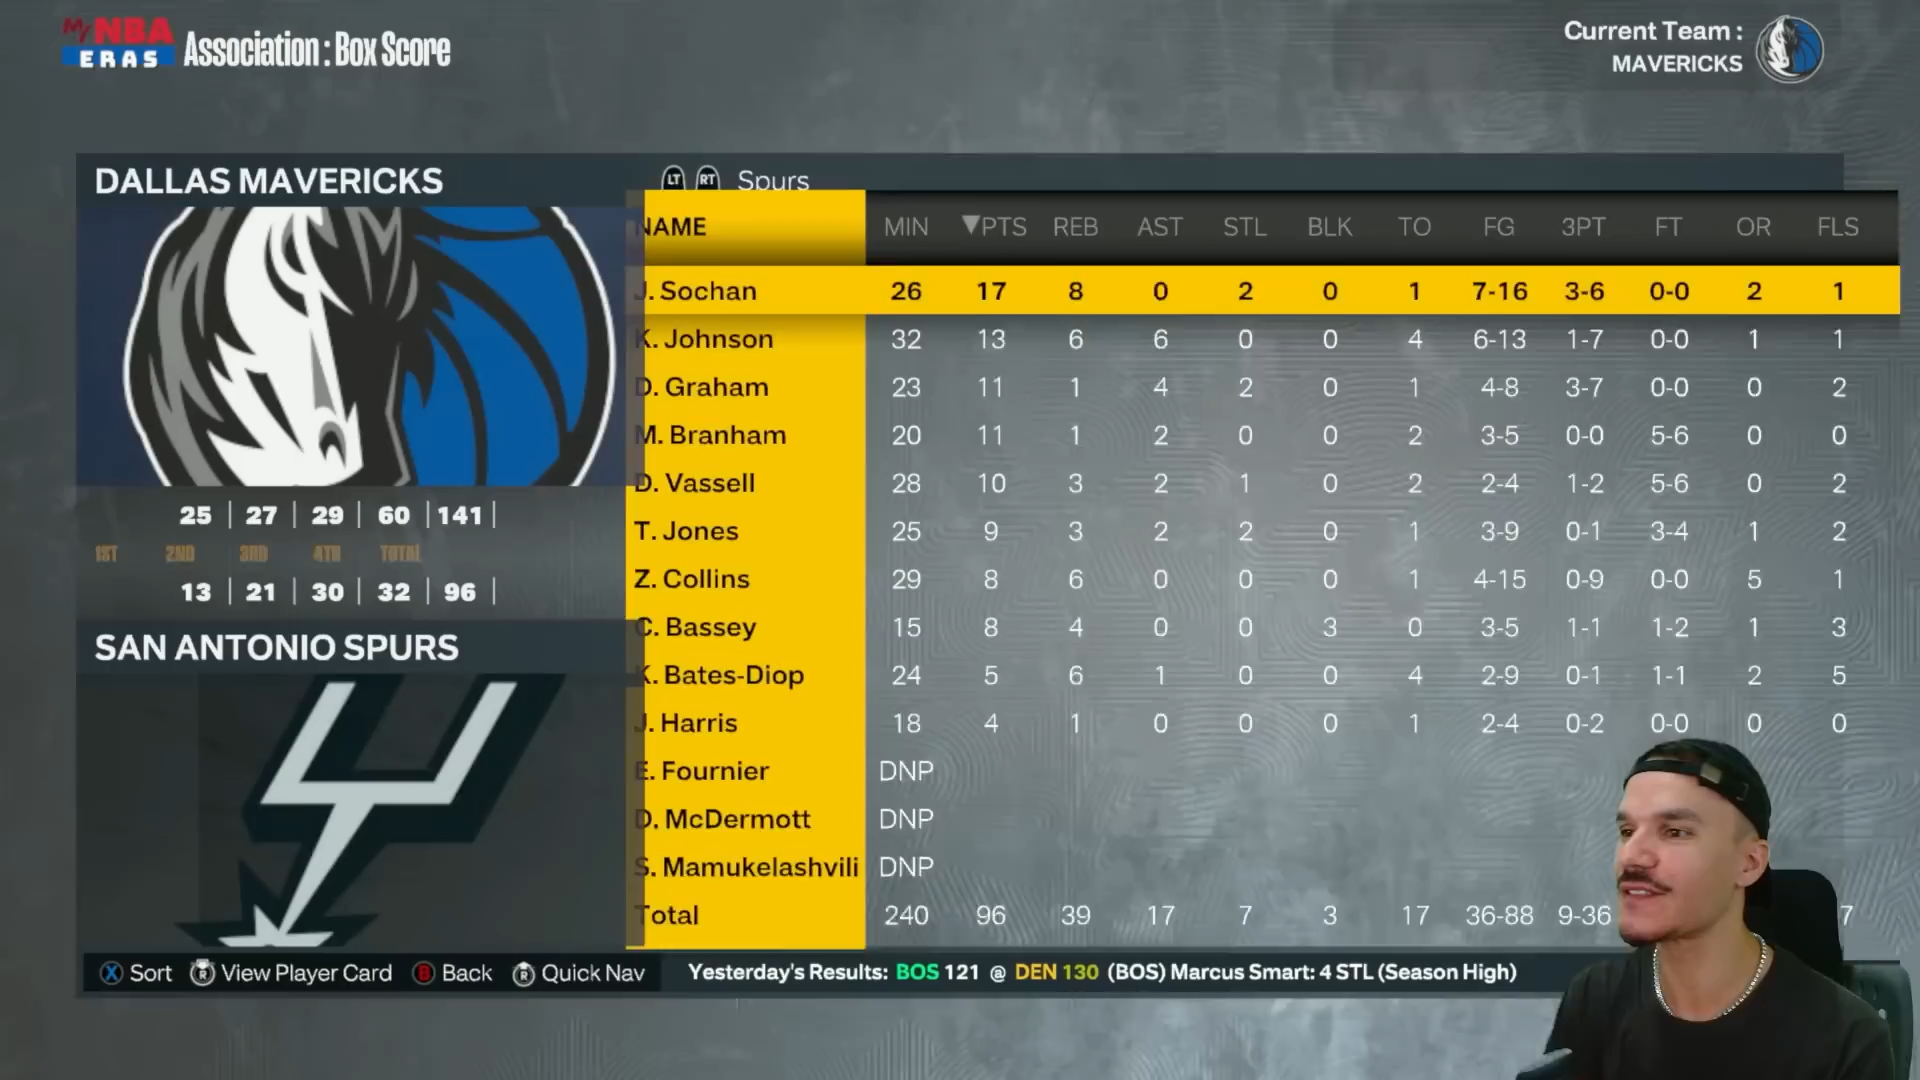 My NBA ERAS Association : Box Score
Current Team :
MAVERICKS
DALLAS MAVERICKS
25 27 29 60 141
1ST 2ND 3RD 4TH TOTAL
13 21 30 32 96
SAN ANTONIO SPURS
LT RT Spurs
NAME MIN PTS REB AST STL BLK TO FG 3PT FT OR FLS
J. Sochan 26 17 8 0 2 0 1 7-16 3-6 0-0 2 1
K. Johnson 32 13 6 6 0 0 4 6-13 1-7 0-0 1 1
D. Graham 23 11 1 4 2 0 1 4-8 3-7 0-0 0 2
M. Branham 20 11 1 2 0 0 2 3-5 0-0 5-6 0 0
D. Vassell 28 10 3 2 1 0 2 2-4 1-2 5-6 0 2
T. Jones 25 9 3 2 2 0 1 3-9 0-1 3-4 1 2
Z. Collins 29 8 6 0 0 0 1 4-15 0-9 0-0 5 1
C. Bassey 15 8 4 0 0 3 0 3-5 1-1 1-2 1 3
K. Bates-Diop 24 5 6 1 0 0 4 2-9 0-1 1-1 2 5
J. Harris 18 4 1 0 0 0 1 2-4 0-2 0-0 0 0
E. Fournier DNP
D. McDermott DNP
S. Mamukelashvili DNP
Total 240 96 39 17 7 3 17 36-88 9-36 7
X Sort R View Player Card B Back R Quick Nav
Yesterday's Results: BOS 121 @ DEN 130 (BOS) Marcus Smart: 4 STL (Season High)